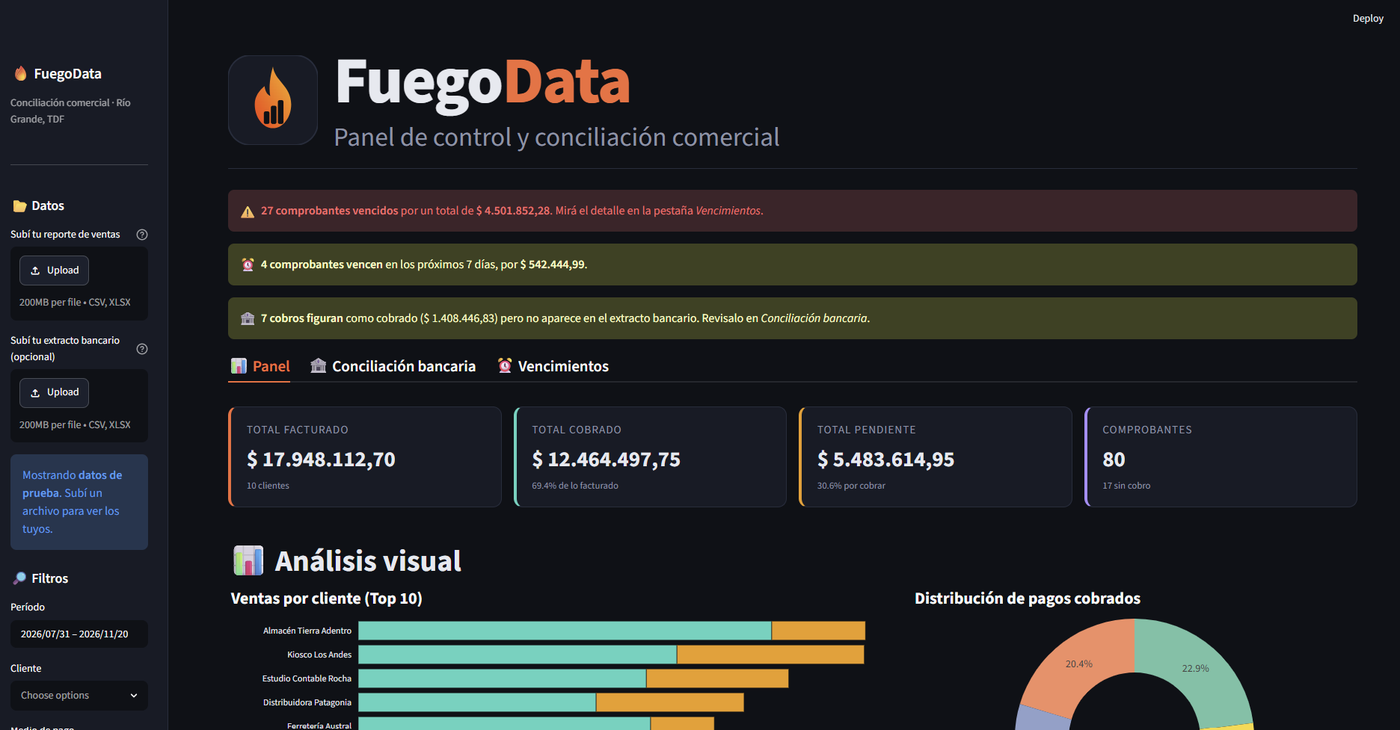 Deploy
FuegoData
Conciliación comercial · Río
Grande, TDF
Datos
Subí tu reporte de ventas
Upload
200MB per file • CSV, XLSX
Subí tu extracto bancario
(opcional)
Upload
200MB per file • CSV, XLSX
Mostrando datos de
prueba. Subí un
archivo para ver los
tuyos.
Filtros
Período
2026/07/31 – 2026/11/20
Cliente
Choose options
Medio de pago
FuegoData
Panel de control y conciliación comercial
27 comprobantes vencidos por un total de $ 4.501.852,28. Mirá el detalle en la pestaña Vencimientos.
4 comprobantes vencen en los próximos 7 días, por $ 542.444,99.
7 cobros figuran como cobrado ($ 1.408.446,83) pero no aparece en el extracto bancario. Revisalo en Conciliación bancaria.
Panel
Conciliación bancaria
Vencimientos
TOTAL FACTURADO
$ 17.948.112,70
10 clientes
TOTAL COBRADO
$ 12.464.497,75
69.4% de lo facturado
TOTAL PENDIENTE
$ 5.483.614,95
30.6% por cobrar
COMPROBANTES
80
17 sin cobro
Análisis visual
Ventas por cliente (Top 10)
Almacén Tierra Adentro
Kiosco Los Andes
Estudio Contable Rocha
Distribuidora Patagonia
Ferretería Austral
Distribución de pagos cobrados
20.4%
22.9%